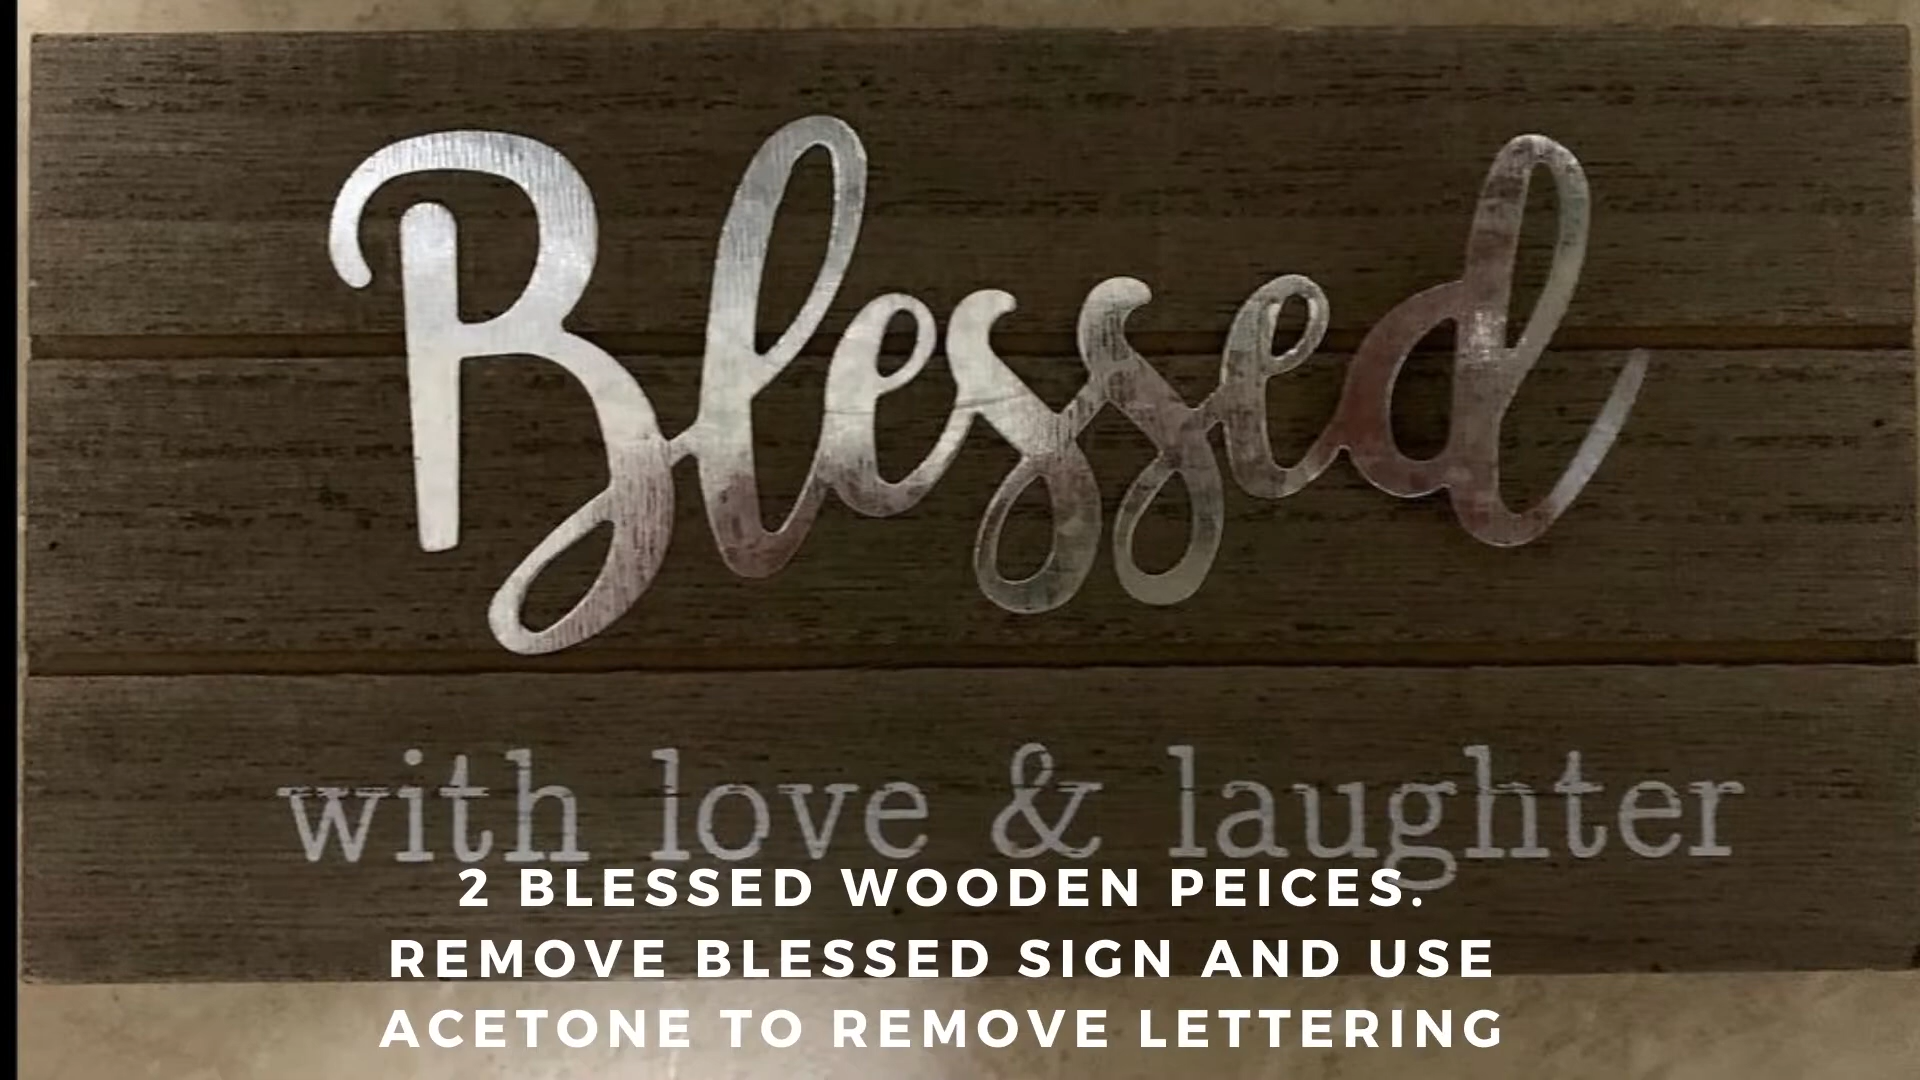 Blessed
with love & laughter
2 BLESSED WOODEN PEICES.
REMOVE BLESSED SIGN AND USE
ACETONE TO REMOVE LETTERING